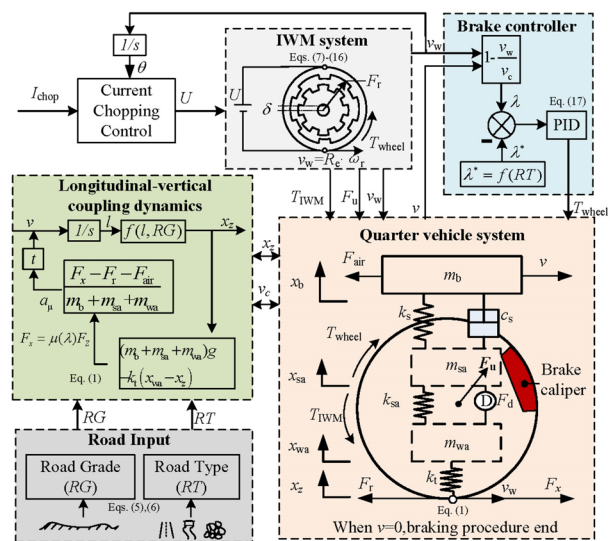 IWM system
Eqs. (7)-(16)
Brake controller
1/s
θ
v_w
1- v_w / v_c
I_chop
Current Chopping Control
U
U
δ
F_r
T_wheel
v_w=R_e· ω_r
λ
Eq. (17)
PID
λ*
λ* = f(RT)
Longitudinal-vertical coupling dynamics
v
1/s
l
f(l,RG)
x_z
t
a_μ
F_x−F_r−F_air
m_b+m_sa+m_wa
F_x = μ(λ)F_z
Eq. (1)
(m_b+m_sa+m_wa)g
−k_t(x_wa−x_z)
T_IWM
F_u
v_w
v
T_wheel
x_z
v_c
Quarter vehicle system
F_air
m_b
v
x_b
k_s
c_s
T_wheel
m_sa
F_u
x_sa
k_sa
D
F_d
Brake caliper
T_IWM
m_wa
x_wa
k_t
x_z
F_r
v_w
F_x
Eq. (1)
When v=0,braking procedure end
RG
RT
Road Input
Road Grade (RG)
Road Type (RT)
Eqs. (5),(6)